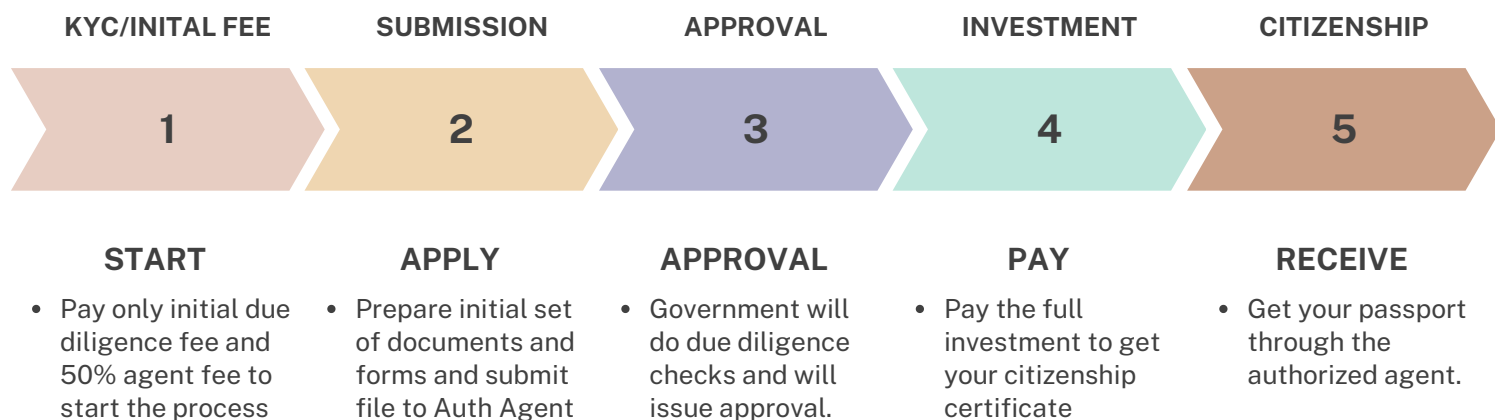 KYC/INITAL FEE
SUBMISSION
APPROVAL
INVESTMENT
CITIZENSHIP
1
2
3
4
5
START
• Pay only initial due
diligence fee and
50% agent fee to
start the process
APPLY
• Prepare initial set
of documents and
forms and submit
file to Auth Agent
APPROVAL
• Government will
do due diligence
checks and will
issue approval.
PAY
• Pay the full
investment to get
your citizenship
certificate
RECEIVE
• Get your passport
through the
authorized agent.